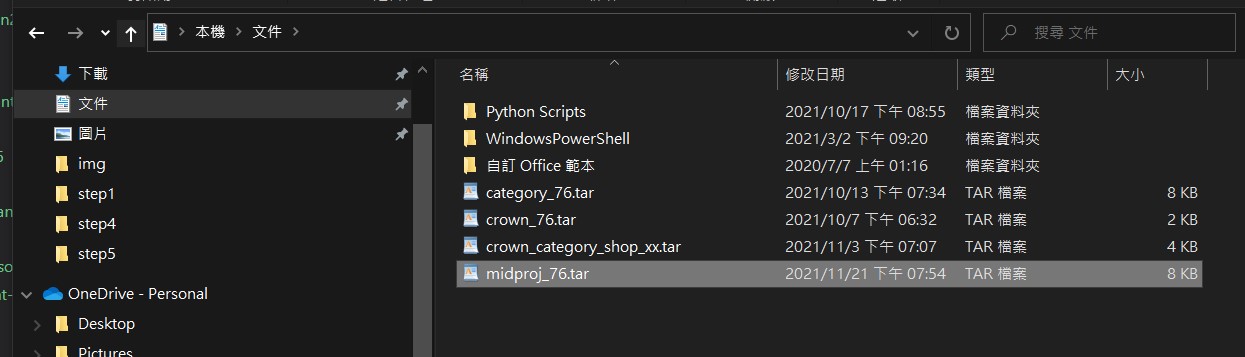 本機 文件
搜尋 文件
下載
文件
圖片
img
step1
step4
step5
OneDrive - Personal
Desktop
Pictures
名稱 修改日期 類型 大小
Python Scripts 2021/10/17 下午 08:55 檔案資料夾
WindowsPowerShell 2021/3/2 下午 09:20 檔案資料夾
自訂 Office 範本 2020/7/7 上午 01:16 檔案資料夾
category_76.tar 2021/10/13 下午 07:34 TAR 檔案 8 KB
crown_76.tar 2021/10/7 下午 06:32 TAR 檔案 2 KB
crown_category_shop_xx.tar 2021/11/3 下午 07:07 TAR 檔案 4 KB
midproj_76.tar 2021/11/21 下午 07:54 TAR 檔案 8 KB